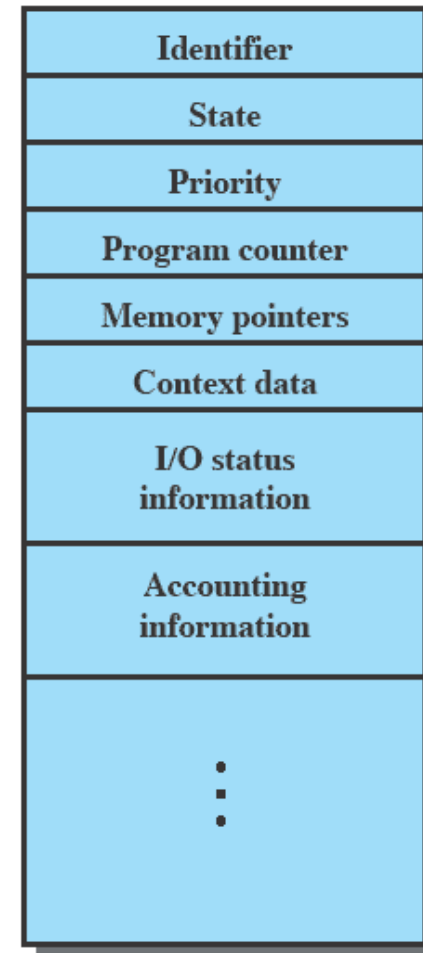 Identifier
State
Priority
Program counter
Memory pointers
Context data
I/O status
information
Accounting
information